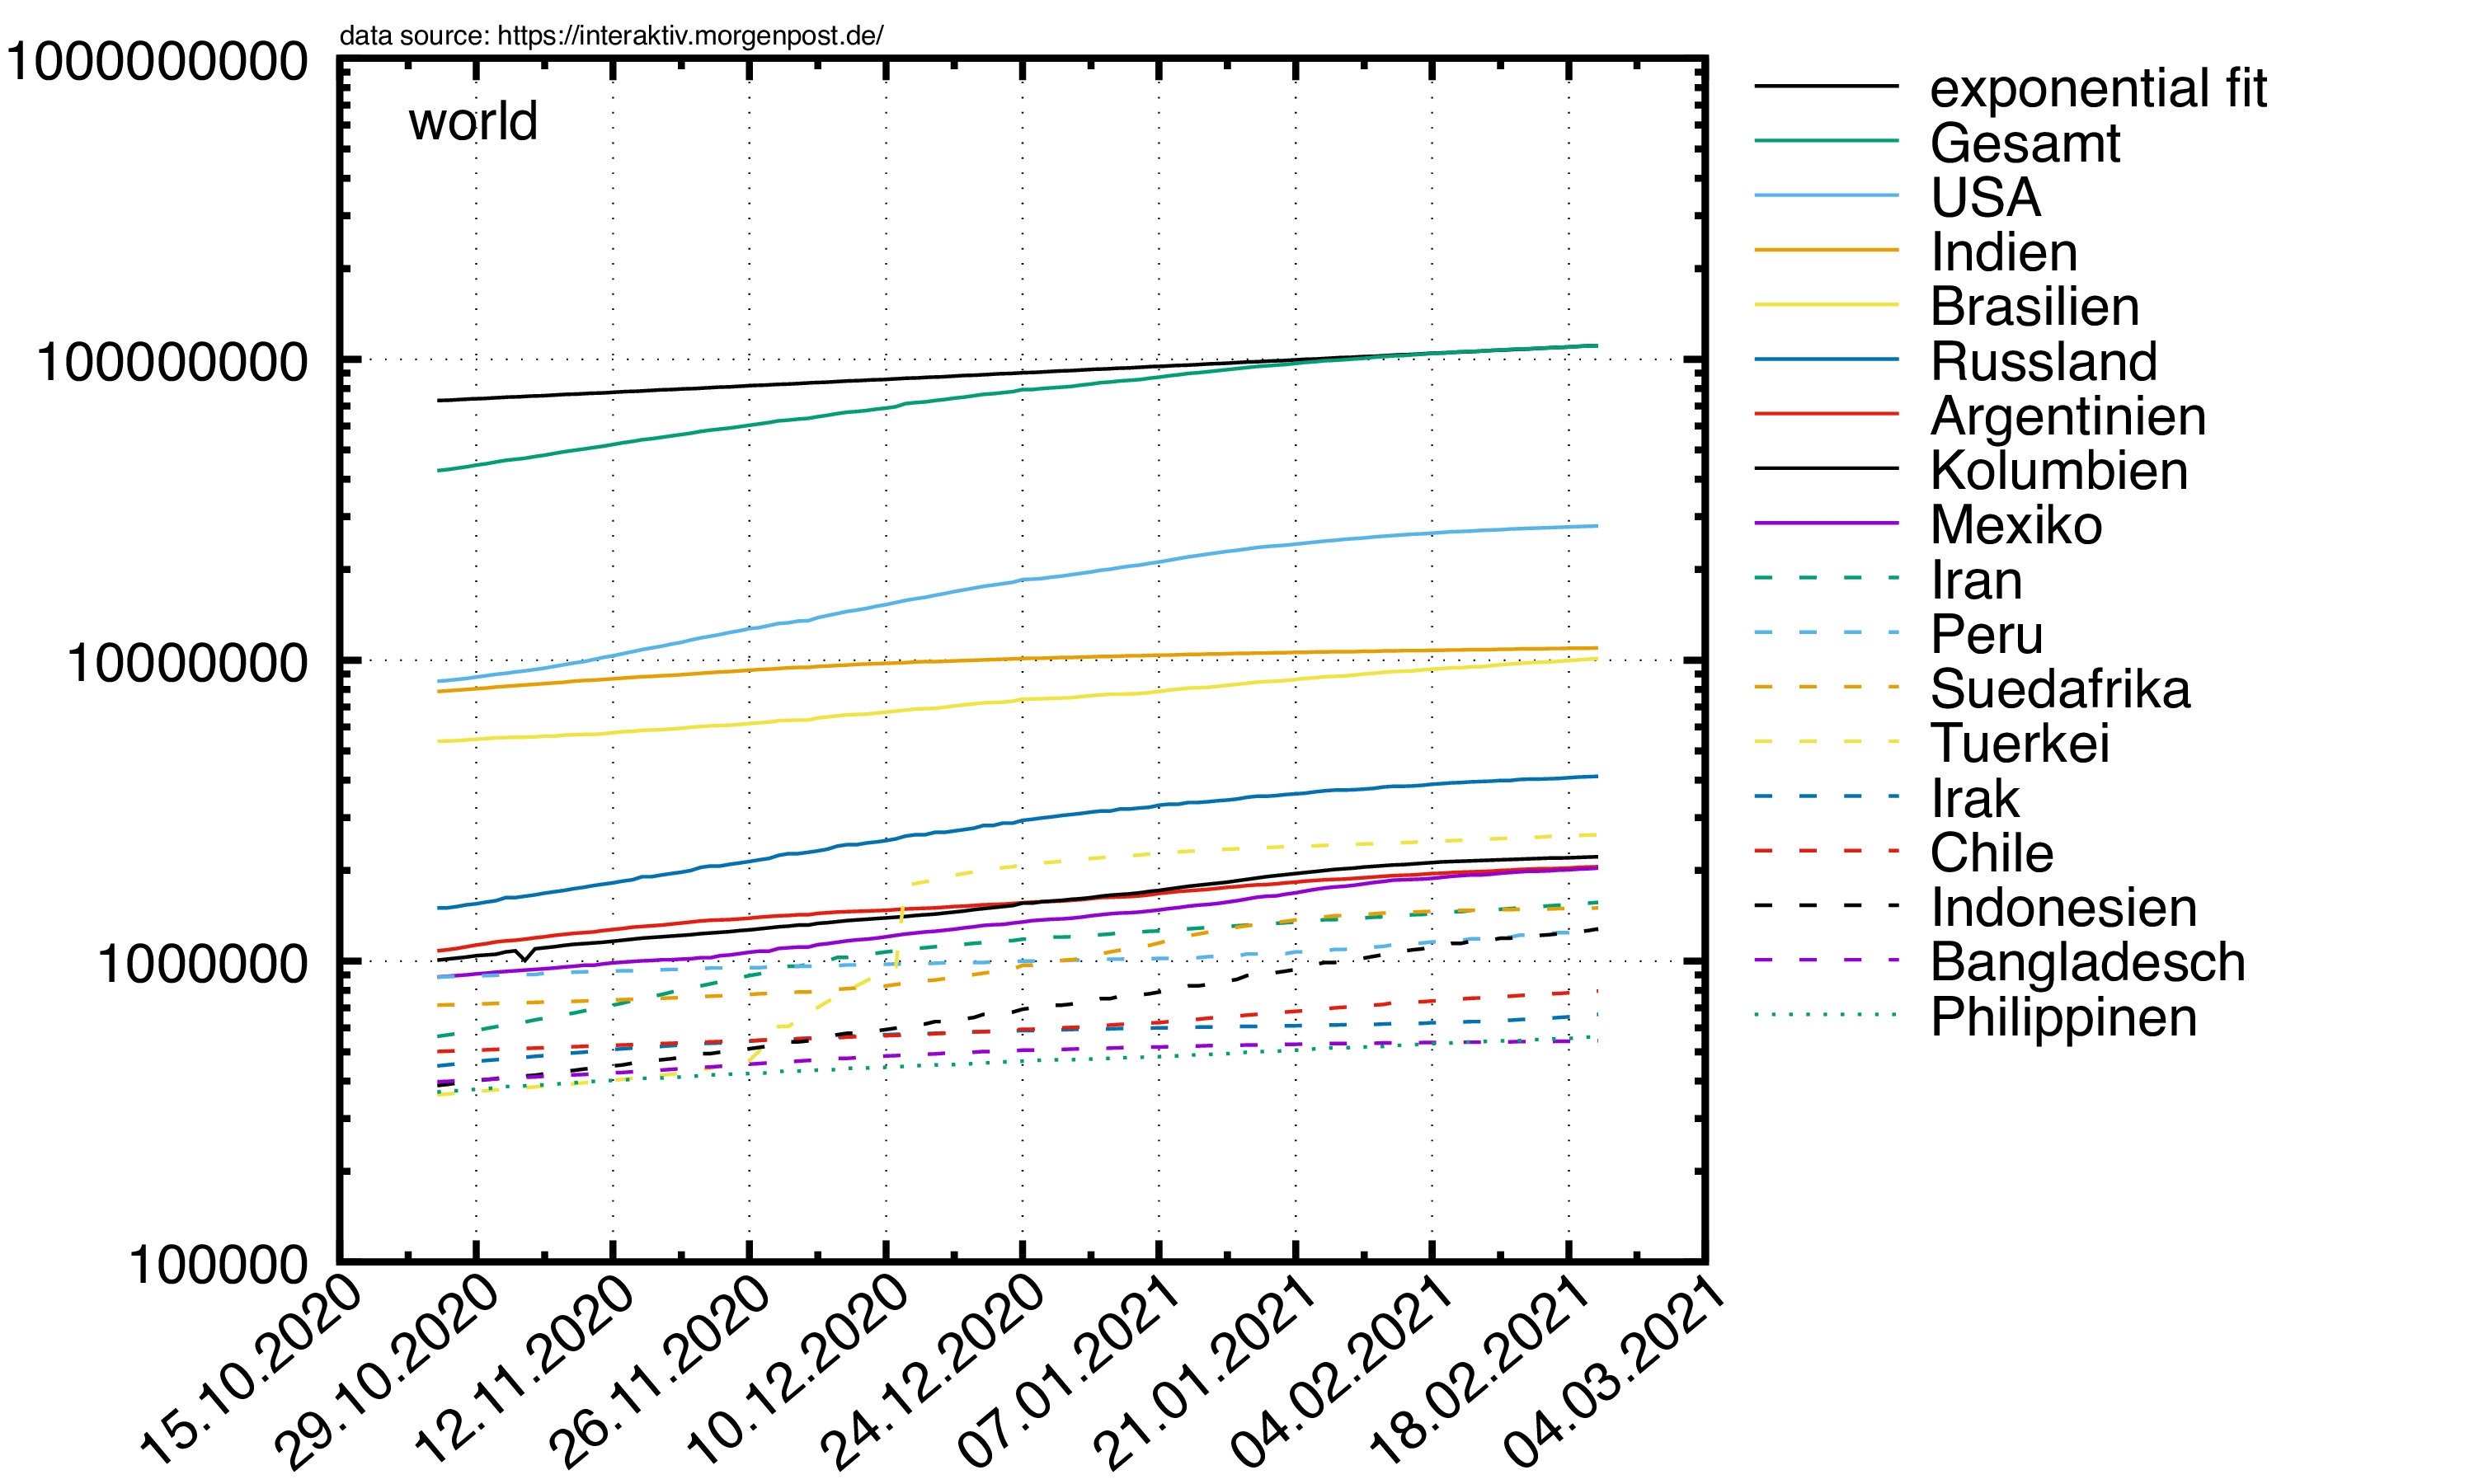 data source: https://interaktiv.morgenpost.de/
1000000000
100000000
10000000
1000000
100000
world
15.10.2020
29.10.2020
12.11.2020
26.11.2020
10.12.2020
24.12.2020
07.01.2021
21.01.2021
04.02.2021
18.02.2021
04.03.2021
exponential fit
Gesamt
USA
Indien
Brasilien
Russland
Argentinien
Kolumbien
Mexiko
Iran
Peru
Suedafrika
Tuerkei
Irak
Chile
Indonesien
Bangladesch
Philippinen